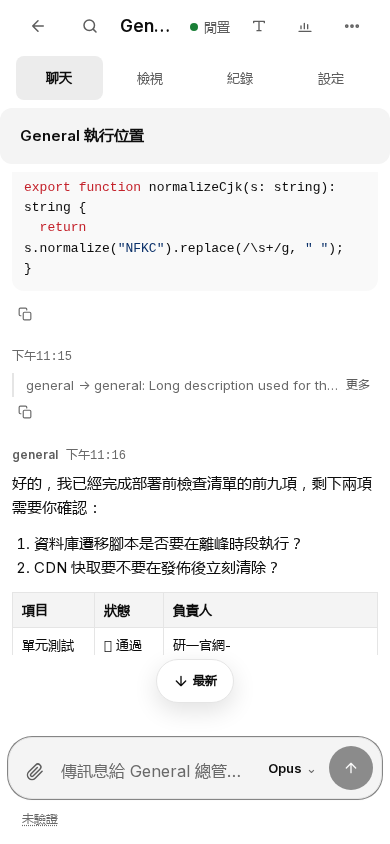 Gen... 閒置
聊天 檢視 紀錄 設定
General 執行位置
export function normalizeCjk(s: string):
string {
return
s.normalize("NFKC").replace(/\s+/g, " ");
}
下午11:15
general → general: Long description used for th... 更多
general 下午11:16
好的，我已經完成部署前檢查清單的前九項，剩下兩項
需要你確認：
1. 資料庫遷移腳本是否要在離峰時段執行？
2. CDN 快取要不要在發佈後立刻清除？
項目 狀態 負責人
單元測試 通過 研一官網-
最新
傳訊息給 General 總管... Opus
未驗證